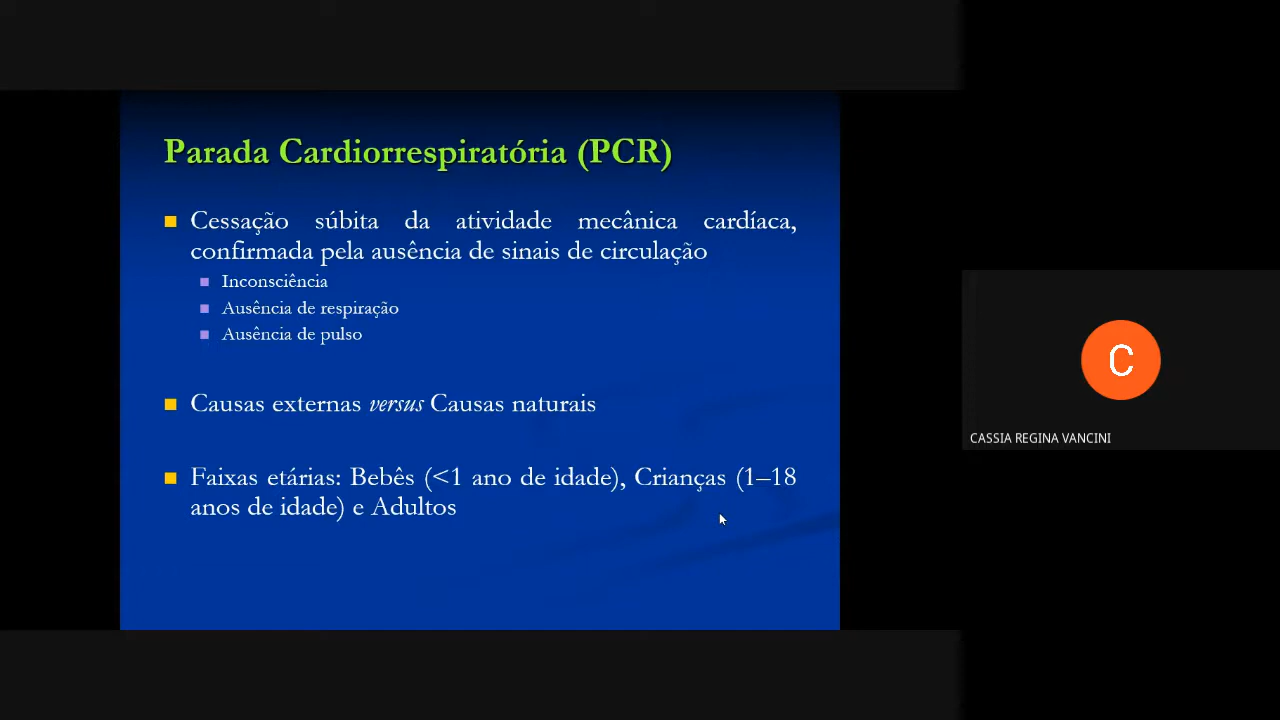 Parada Cardiorrespiratória (PCR)
Cessação súbita da atividade mecânica cardíaca,
confirmada pela ausência de sinais de circulação
Inconsciência
Ausência de respiração
Ausência de pulso
Causas externas versus Causas naturais
Faixas etárias: Bebês (<1 ano de idade), Crianças (1–18
anos de idade) e Adultos
C
CASSIA REGINA VANCINI